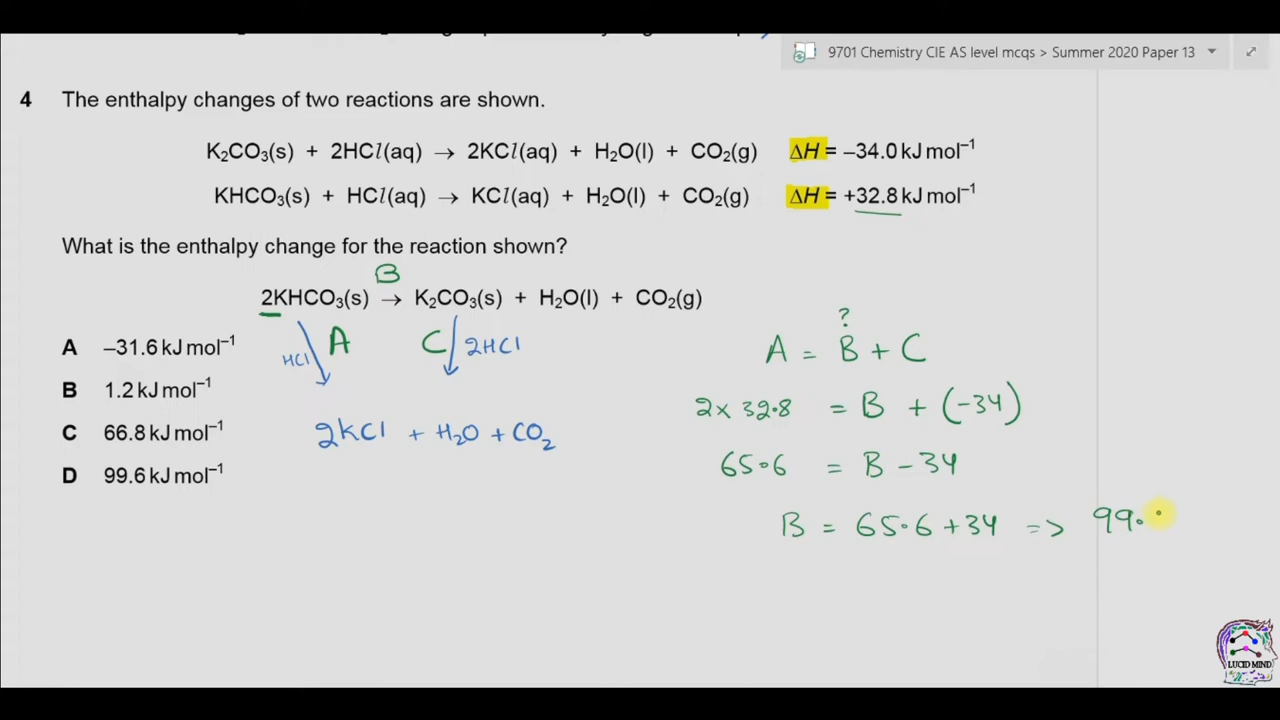 9701 Chemistry CIE AS level mcqs > Summer 2020 Paper 13
4 The enthalpy changes of two reactions are shown.
K₂CO₃(s) + 2HCl(aq) → 2KCl(aq) + H₂O(l) + CO₂(g) ΔH = –34.0 kJ mol⁻¹
KHCO₃(s) + HCl(aq) → KCl(aq) + H₂O(l) + CO₂(g) ΔH = +32.8 kJ mol⁻¹
What is the enthalpy change for the reaction shown?
B
2KHCO₃(s) → K₂CO₃(s) + H₂O(l) + CO₂(g)
A –31.6 kJ mol⁻¹
B 1.2 kJ mol⁻¹
C 66.8 kJ mol⁻¹
D 99.6 kJ mol⁻¹
HCl A C 2HCl
2KCl + H₂O + CO₂
?
A = B + C
2 x 32.8 = B + (-34)
65.6 = B - 34
B = 65.6 + 34 => 99.
LUCID MIND